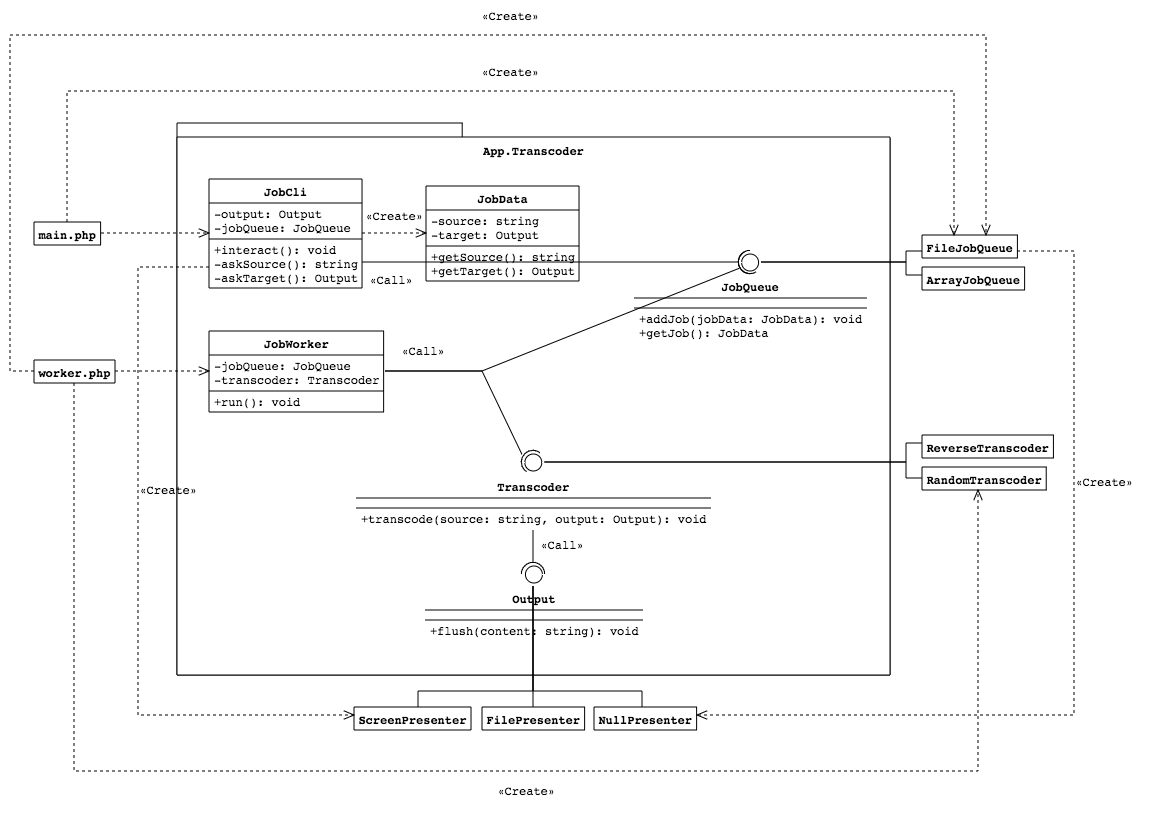 «Create»
«Create»
App.Transcoder
JobCli
-output: Output
-jobQueue: JobQueue
+interact(): void
-askSource(): string
-askTarget(): Output
«Create»
JobData
-source: string
-target: Output
+getSource(): string
+getTarget(): Output
«Call»
main.php
FileJobQueue
ArrayJobQueue
JobQueue
+addJob(jobData: JobData): void
+getJob(): JobData
JobWorker
-jobQueue: JobQueue
-transcoder: Transcoder
+run(): void
«Call»
worker.php
ReverseTranscoder
RandomTranscoder
«Create»
«Create»
Transcoder
+transcode(source: string, output: Output): void
«Call»
Output
+flush(content: string): void
ScreenPresenter
FilePresenter
NullPresenter
«Create»